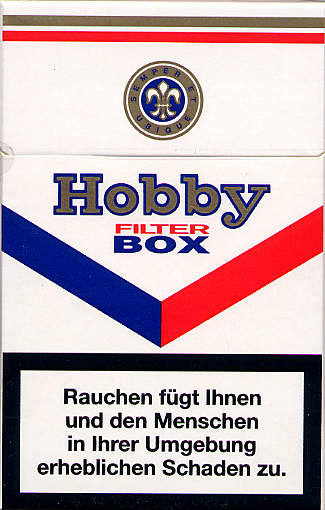 SEMPER ET UBIQUE
Hobby
FILTER
BOX
Rauchen fügt Ihnen
und den Menschen
in Ihrer Umgebung
erheblichen Schaden zu.